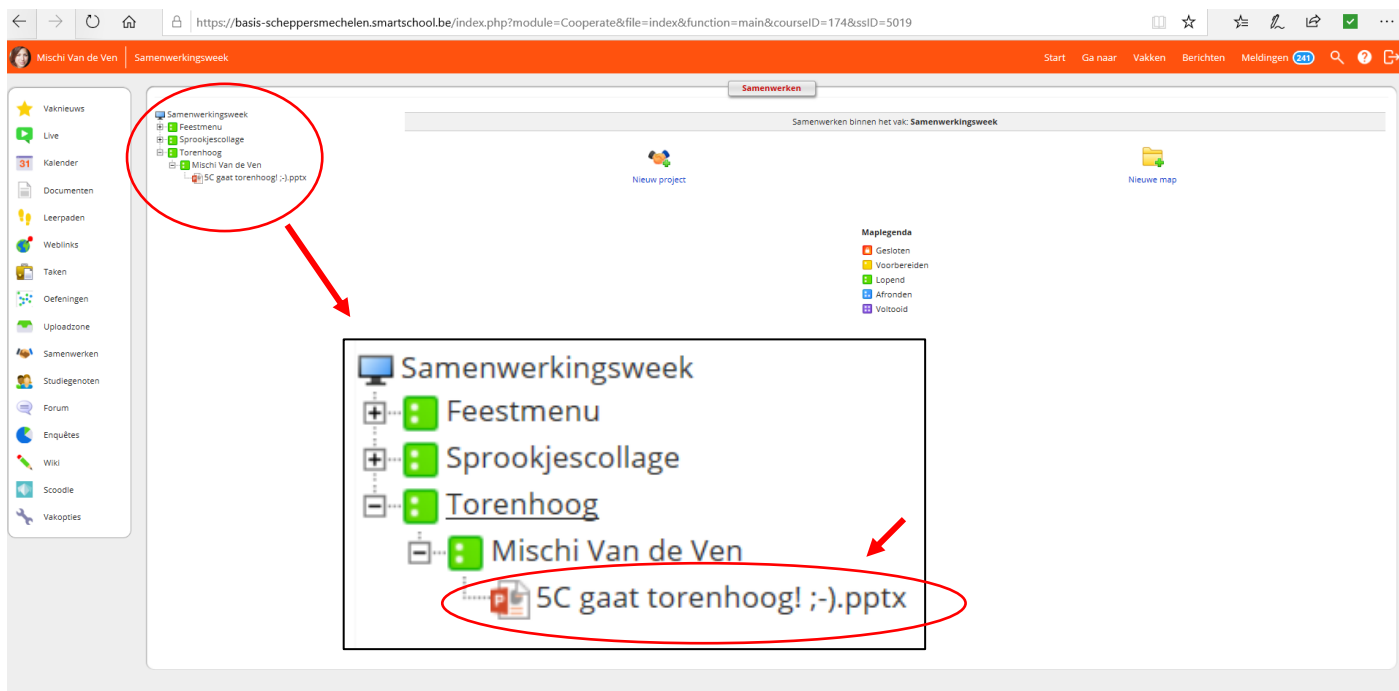 https://basis-scheppersmechelen.smartschool.be/index.php?module=Cooperate&file=index&function=main&courseID=174&ssID=5019
Mischi Van de Ven
Samenwerkingsweek
Start
Ga naar
Vakken
Berichten
Meldingen 241
Samenwerken
Vaknieuws
Live
31 Kalender
Documenten
Leerpaden
Weblinks
Taken
Oefeningen
Uploadzone
Samenwerken
Studiegenoten
Forum
Enquêtes
Wiki
Scoodle
Vakopties
Samenwerkingsweek
Feestmenu
Sprookjescollage
Torenhoog
Mischi Van de Ven
5C gaat torenhoog! ;-).pptx
Samenwerken binnen het vak: Samenwerkingsweek
Nieuw project
Nieuwe map
Maplegenda
Gesloten
Voorbereiden
Lopend
Afronden
Voltooid
Samenwerkingsweek
Feestmenu
Sprookjescollage
Torenhoog
Mischi Van de Ven
5C gaat torenhoog! ;-).pptx